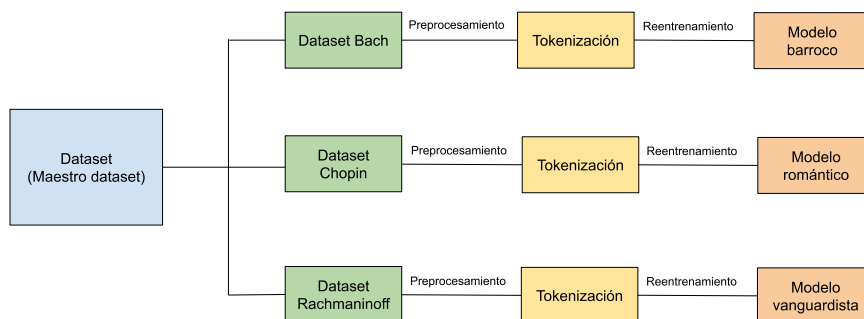 Dataset
(Maestro dataset)
Dataset Bach
Preprocesamiento
Tokenización
Reentrenamiento
Modelo
barroco
Dataset
Chopin
Preprocesamiento
Tokenización
Reentrenamiento
Modelo
romántico
Dataset
Rachmaninoff
Preprocesamiento
Tokenización
Reentrenamiento
Modelo
vanguardista